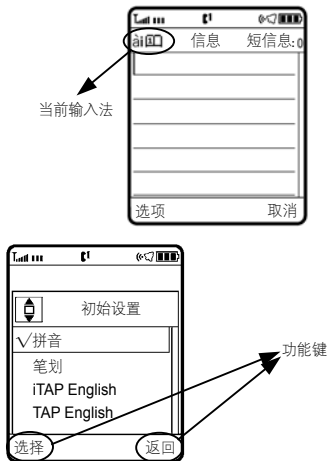 ài 信息 短信息:0
当前输入法
选项 取消
初始设置
√拼音
笔划
iTAP English
TAP English
功能键
选择 返回